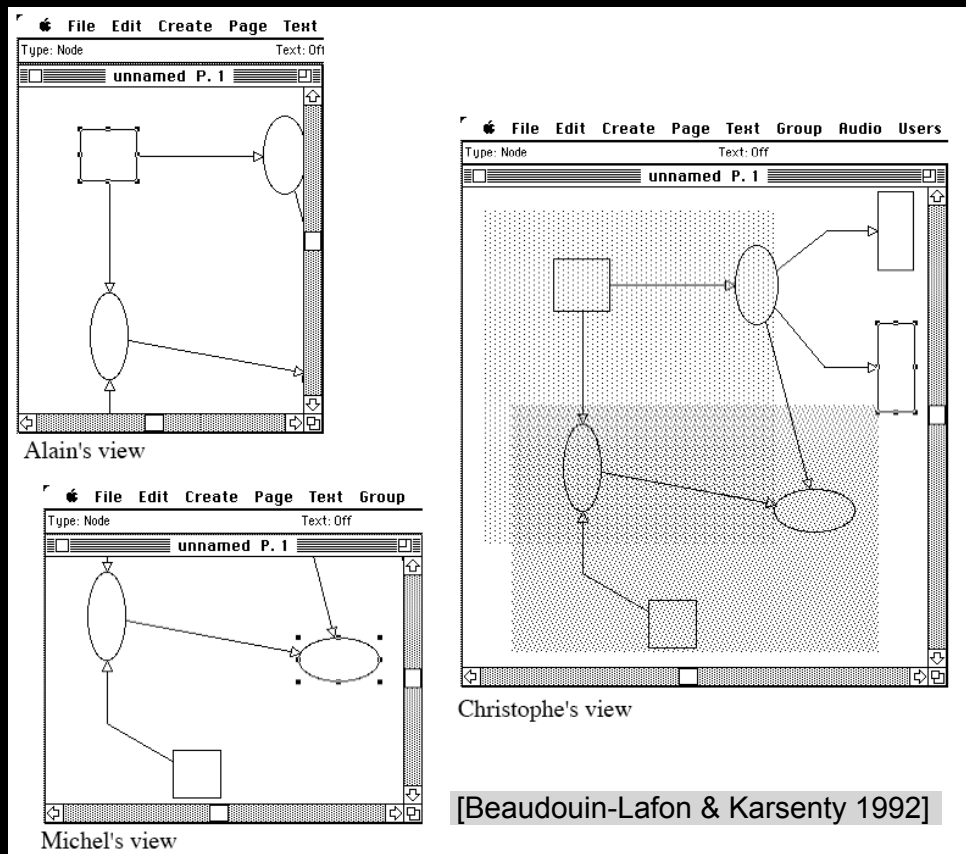 File Edit Create Page Text
Type: Node Text: Off
unnamed P. 1
Alain's view
File Edit Create Page Text Group
Type: Node Text: Off
unnamed P. 1
Michel's view
File Edit Create Page Text Group Audio Users
Type: Node Text: Off
unnamed P. 1
Christophe's view
[Beaudouin-Lafon & Karsenty 1992]